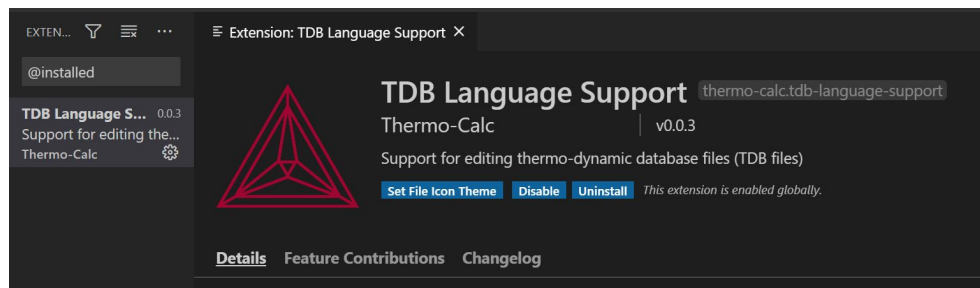 EXTEN...
@installed
TDB Language S... 0.0.3
Support for editing the...
Thermo-Calc
Extension: TDB Language Support
TDB Language Support thermo-calc.tdb-language-support
Thermo-Calc v0.0.3
Support for editing thermo-dynamic database files (TDB files)
Set File Icon Theme Disable Uninstall This extension is enabled globally.
Details Feature Contributions Changelog